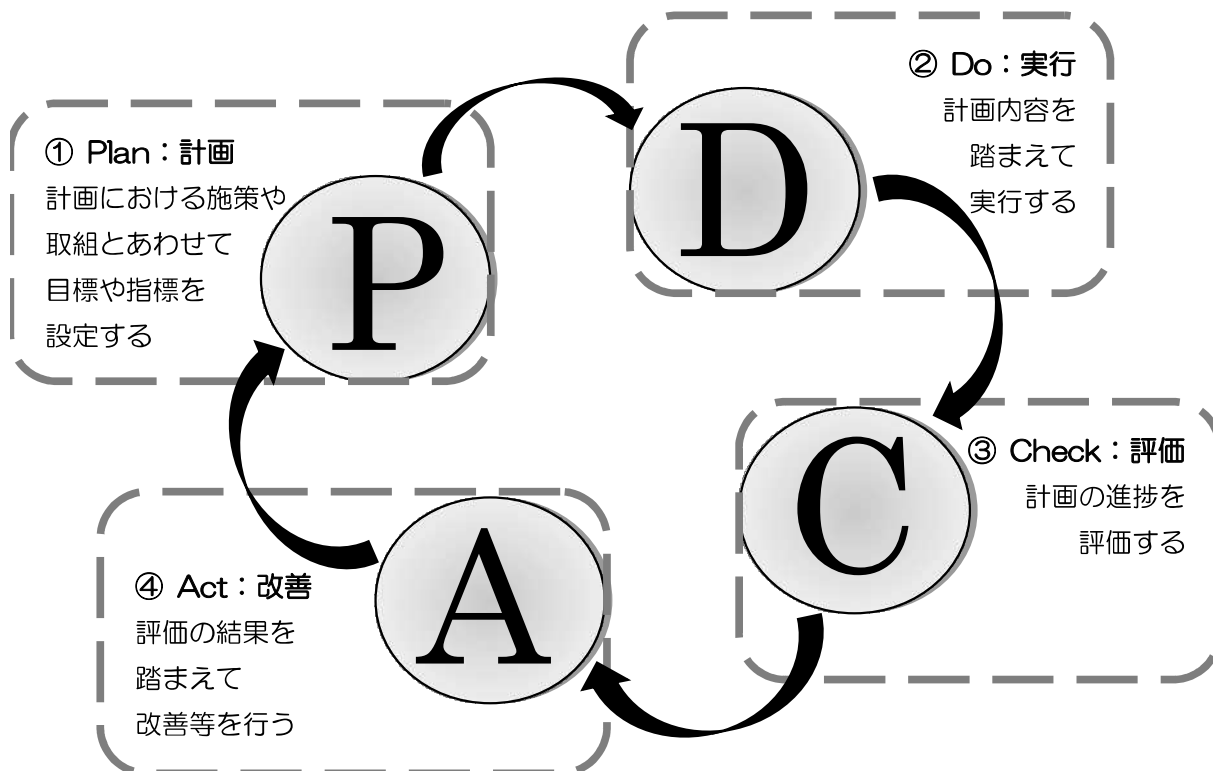 ① Plan：計画
計画における施策や
取組とあわせて
目標や指標を
設定する
P
② Do：実行
計画内容を
踏まえて
実行する
D
③ Check：評価
計画の進捗を
評価する
C
④ Act：改善
評価の結果を
踏まえて
改善等を行う
A